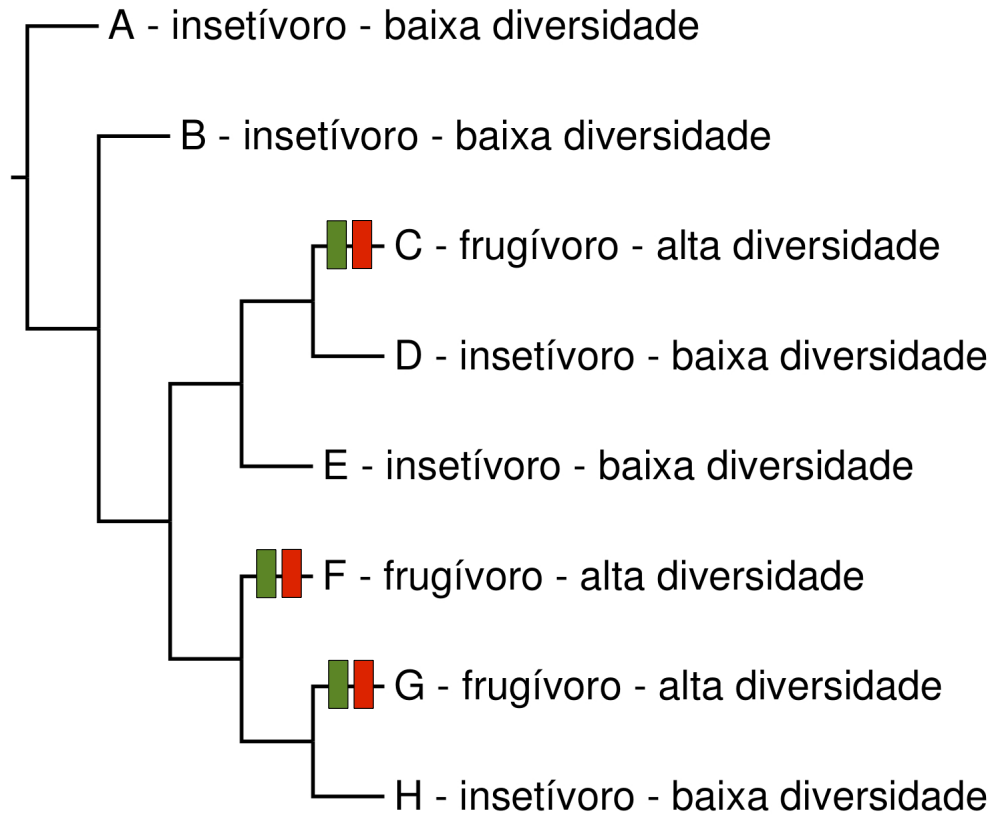 A - insetívoro - baixa diversidade
B - insetívoro - baixa diversidade
C - frugívoro - alta diversidade
D - insetívoro - baixa diversidade
E - insetívoro - baixa diversidade
F - frugívoro - alta diversidade
G - frugívoro - alta diversidade
H - insetívoro - baixa diversidade